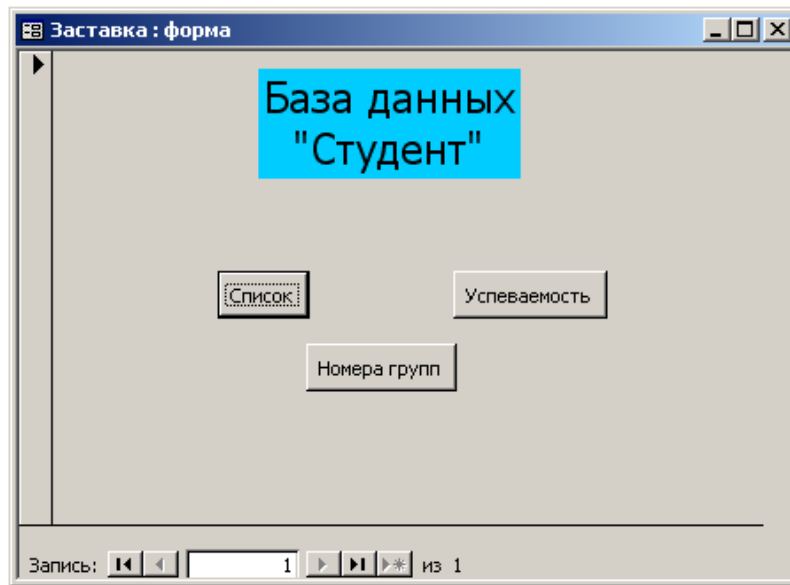 Заставка : форма
База данных
"Студент"
Список
Успеваемость
Номера групп
Запись: 1 из 1